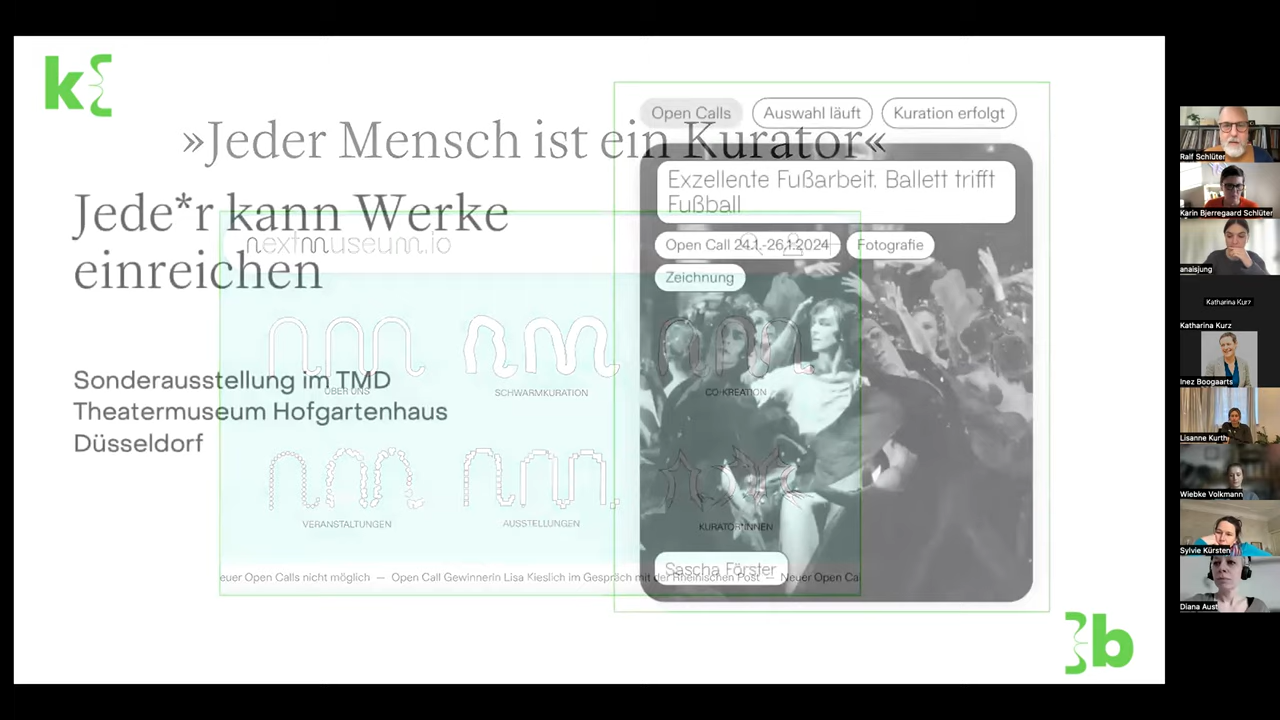 k
»Jeder Mensch ist ein Kurator«
Jede*r kann Werke
einreichen
Sonderausstellung im TMD
Theatermuseum Hofgartenhaus
Düsseldorf
nextmuseum.io
ÜBER UNS
SCHWARMKURATION
CO-KREATION
VERANSTALTUNGEN
AUSSTELLUNGEN
KURATOR*INNEN
euer Open Calls nicht möglich — Open Call Gewinnerin Lisa Kieslich im Gespräch mit der Rheinischen Post — Neuer Open Cal
Open Calls
Auswahl läuft
Kuration erfolgt
Exzellente Fußarbeit. Ballett trifft
Fußball
Open Call 24.1.-26.1.2024
Fotografie
Zeichnung
Sascha Förster
b
Ralf Schlüter
Karin Bjerregaard Schlüter
anaisjung
Katharina Kurz
Katharina Kurz
Inez Boogaarts
Lisanne Kurth
Wiebke Volkmann
Sylvie Kürsten
Diana Aust